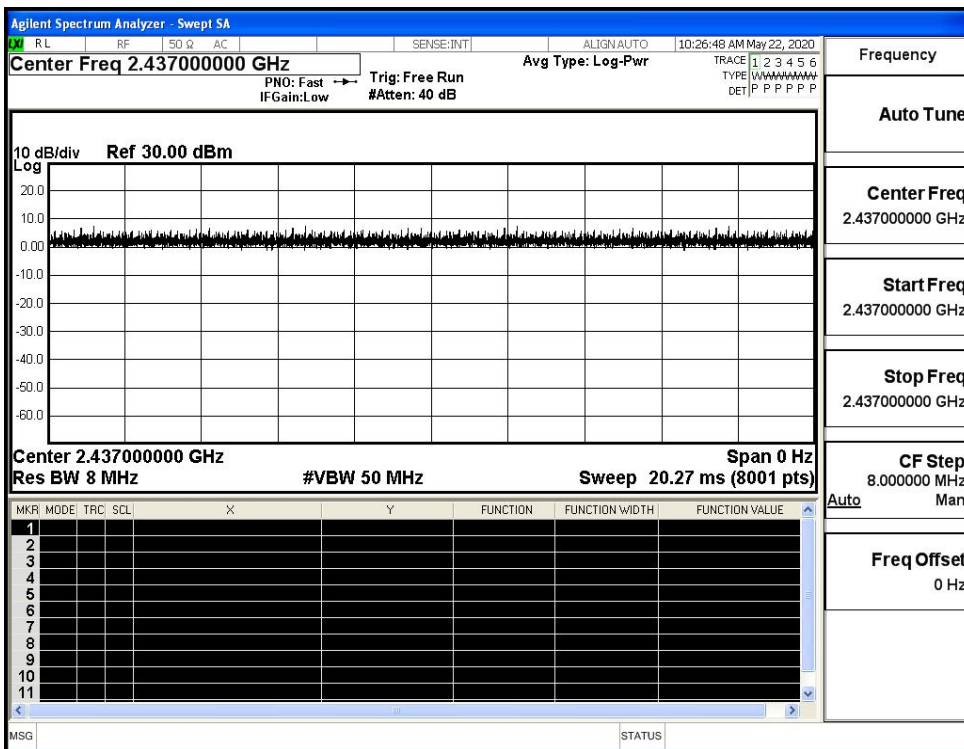 Agilent Spectrum Analyzer - Swept SA
LXI RL RF 50 Ω AC SENSE:INT ALIGN AUTO 10:26:48 AM May 22, 2020
Center Freq 2.437000000 GHz
PNO: Fast
IFGain:Low
Trig: Free Run
#Atten: 40 dB
Avg Type: Log-Pwr
TRACE 1 2 3 4 5 6
TYPE WWWWWW
DET P P P P P P
10 dB/div Ref 30.00 dBm
Log
20.0
10.0
0.00
-10.0
-20.0
-30.0
-40.0
-50.0
-60.0
Center 2.437000000 GHz Span 0 Hz
Res BW 8 MHz #VBW 50 MHz Sweep 20.27 ms (8001 pts)
MKR MODE TRC SCL X Y FUNCTION FUNCTION WIDTH FUNCTION VALUE
1
2
3
4
5
6
7
8
9
10
11
MSG STATUS
Frequency
Auto Tune
Center Freq
2.437000000 GHz
Start Freq
2.437000000 GHz
Stop Freq
2.437000000 GHz
CF Step
8.000000 MHz
Auto Man
Freq Offset
0 Hz